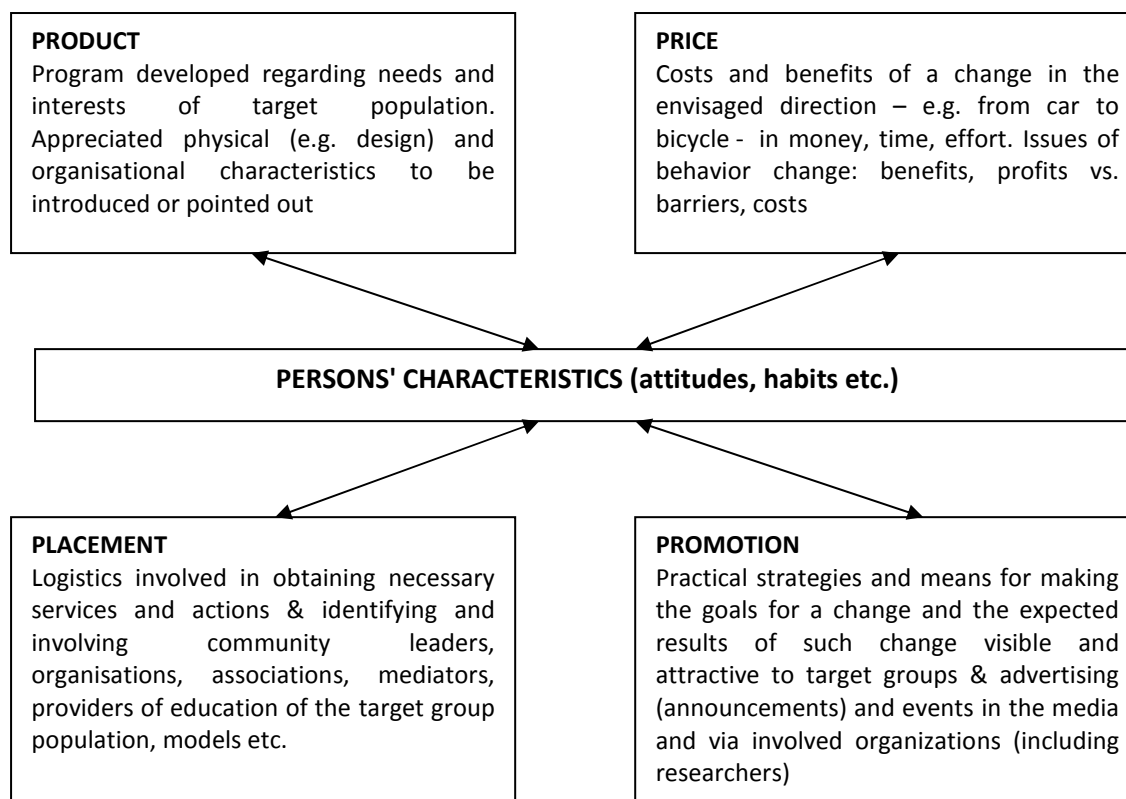 PRODUCT
Program developed regarding needs and
interests of target population.
Appreciated physical (e.g. design) and
organisational characteristics to be
introduced or pointed out
PRICE
Costs and benefits of a change in the
envisaged direction – e.g. from car to
bicycle - in money, time, effort. Issues of
behavior change: benefits, profits vs.
barriers, costs
PERSONS' CHARACTERISTICS (attitudes, habits etc.)
PLACEMENT
Logistics involved in obtaining necessary
services and actions & identifying and
involving community leaders,
organisations, associations, mediators,
providers of education of the target group
population, models etc.
PROMOTION
Practical strategies and means for making
the goals for a change and the expected
results of such change visible and
attractive to target groups & advertising
(announcements) and events in the media
and via involved organizations (including
researchers)